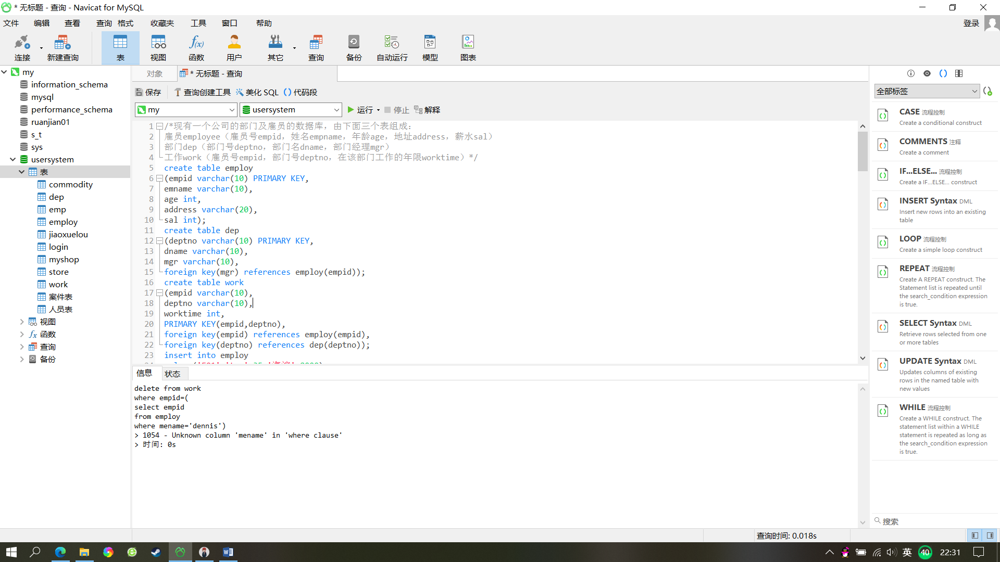 * 无标题 - 查询 - Navicat for MySQL
文件 编辑 查看 查询 格式 收藏夹 工具 窗口 帮助 登录
连接 新建查询 表 视图 函数 用户 其它 查询 备份 自动运行 模型 图表
my
information_schema
mysql
performance_schema
ruanjian01
s_t
sys
usersystem
表
commodity
dep
emp
employ
jiaoxuelou
login
myshop
store
work
案件表
人员表
视图
函数
查询
备份
对象 * 无标题 - 查询
保存 查询创建工具 美化 SQL 代码段
my usersystem 运行 停止 解释
1 /*现有一个公司的部门及雇员的数据库，由下面三个表组成：
2 雇员employee（雇员号empid，姓名empname，年龄age，地址address，薪水sal）
3 部门dep（部门号deptno，部门名dname，部门经理mgr）
4 工作work（雇员号empid，部门号deptno，在该部门工作的年限worktime）*/
5 create table employ
6 (empid varchar(10) PRIMARY KEY,
7 emname varchar(10),
8 age int,
9 address varchar(20),
10 sal int);
11 create table dep
12 (deptno varchar(10) PRIMARY KEY,
13 dname varchar(10),
14 mgr varchar(10),
15 foreign key(mgr) references employ(empid));
16 create table work
17 (empid varchar(10),
18 deptno varchar(10),
19 worktime int,
20 PRIMARY KEY(empid,deptno),
21 foreign key(empid) references employ(empid),
22 foreign key(deptno) references dep(deptno));
23 insert into employ
信息 状态
delete from work
where empid=(
select empid
from employ
where mename='dennis')
> 1054 - Unknown column 'mename' in 'where clause'
> 时间: 0s
全部标签
CASE 流程控制
Create a conditional construct
COMMENTS 注释
Create a comment
IF...ELSE... 流程控制
Create a IF...ELSE... construct
INSERT Syntax DML
Insert new rows into an existing
table
LOOP 流程控制
Create a simple loop construct
REPEAT 流程控制
Create A REPEAT construct. The
Statement list is repeated until
the search_condition expression
is true.
SELECT Syntax DML
Retrieve rows selected from one
or more tables
UPDATE Syntax DML
Updates columns of existing
rows in the named table with
new values
WHILE 流程控制
Create a WHILE construct. The
statement list within a WHILE
statement is repeated as long as
the search_condition expression
is true.
搜索
查询时间: 0.018s
英 40 22:31